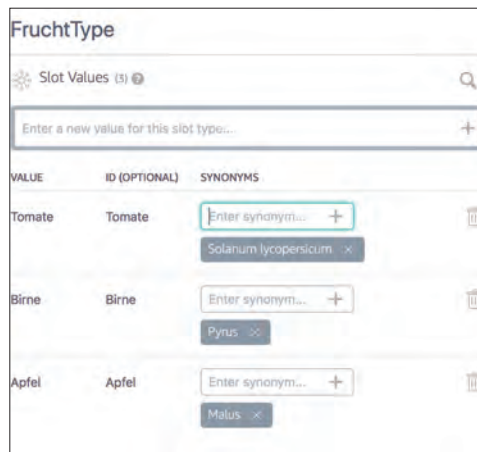 FruchtType
Slot Values (3)
Enter a new value for this slot type...
VALUE ID (OPTIONAL) SYNONYMS
Tomate Tomate Enter synonym...
Solanum lycopersicum
Birne Birne Enter synonym...
Pyrus
Apfel Apfel Enter synonym...
Malus